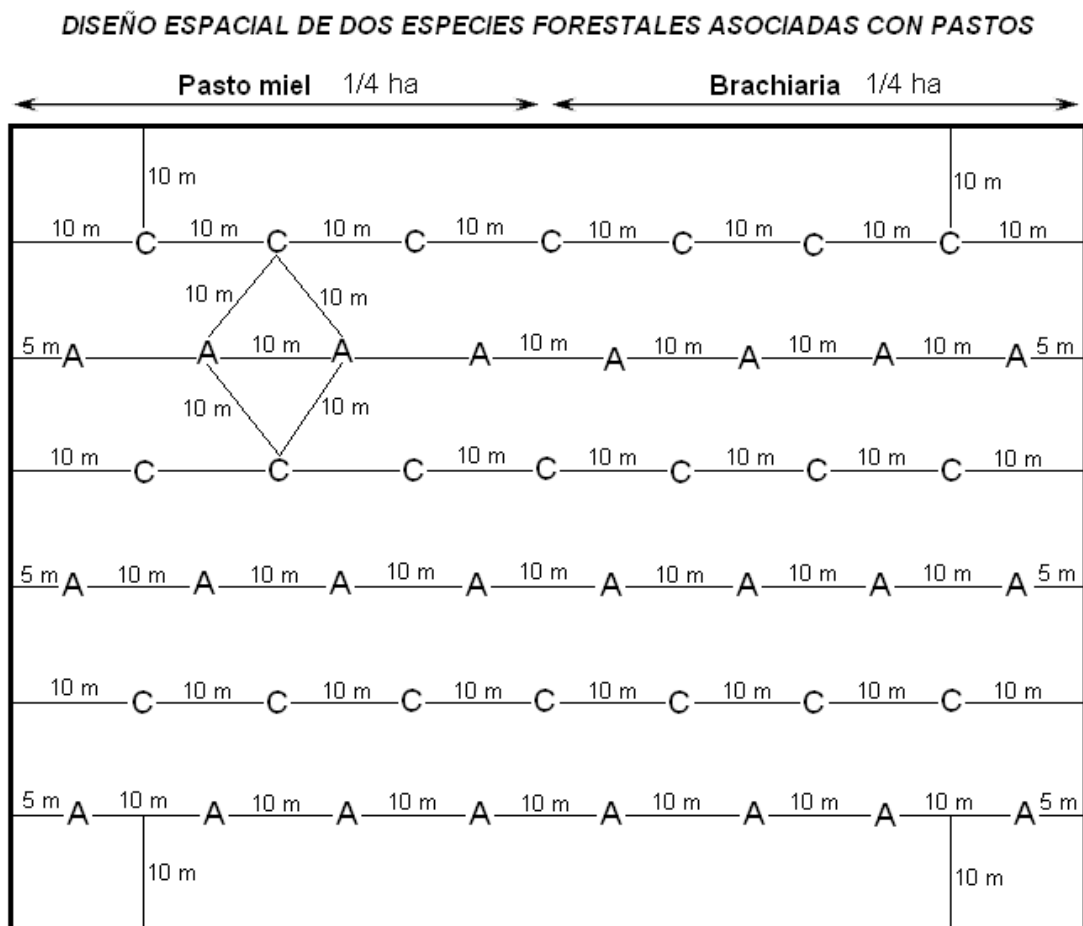 DISEÑO ESPACIAL DE DOS ESPECIES FORESTALES ASOCIADAS CON PASTOS
Pasto miel 1/4 ha Brachiaria 1/4 ha
10 m 10 m
10 m 10 m 10 m 10 m 10 m 10 m 10 m 10 m
C C C C C C C
10 m 10 m
5 m A A 10 m A A 10 m A 10 m A 10 m A 10 m A 5 m
10 m 10 m
10 m C C C 10 m C 10 m C 10 m C 10 m C 10 m
5 m A 10 m A 10 m A 10 m A 10 m A 10 m A 10 m A 10 m A 5 m
10 m C 10 m C 10 m C 10 m C 10 m C 10 m C 10 m C 10 m
5 m A 10 m A 10 m A 10 m A 10 m A 10 m A 10 m A 10 m A 5 m
10 m 10 m